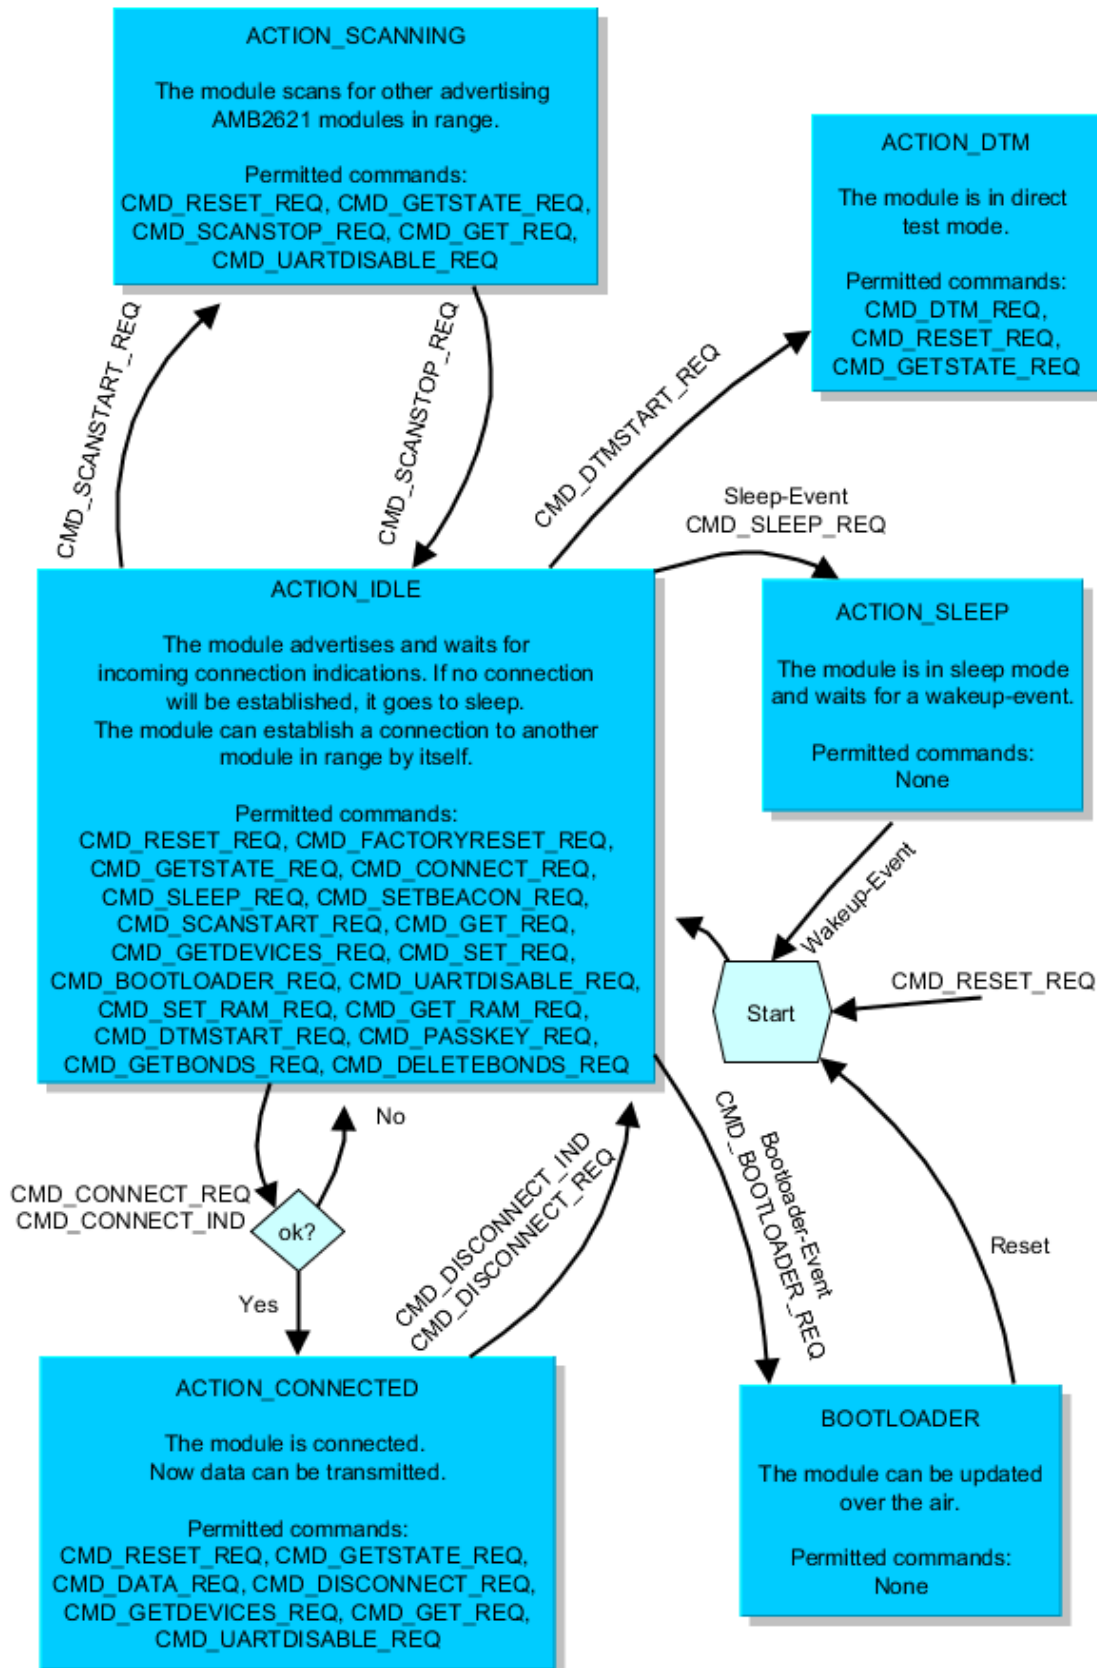 ACTION_SCANNING
The module scans for other advertising
AMB2621 modules in range.
Permitted commands:
CMD_RESET_REQ, CMD_GETSTATE_REQ,
CMD_SCANSTOP_REQ, CMD_GET_REQ,
CMD_UARTDISABLE_REQ
ACTION_DTM
The module is in direct
test mode.
Permitted commands:
CMD_DTM_REQ,
CMD_RESET_REQ,
CMD_GETSTATE_REQ
CMD_SCANSTART_REQ
CMD_SCANSTOP_REQ
CMD_DTMSTART_REQ
Sleep-Event
CMD_SLEEP_REQ
ACTION_IDLE
The module advertises and waits for
incoming connection indications. If no connection
will be established, it goes to sleep.
The module can establish a connection to another
module in range by itself.
Permitted commands:
CMD_RESET_REQ, CMD_FACTORYRESET_REQ,
CMD_GETSTATE_REQ, CMD_CONNECT_REQ,
CMD_SLEEP_REQ, CMD_SETBEACON_REQ,
CMD_SCANSTART_REQ, CMD_GET_REQ,
CMD_GETDEVICES_REQ, CMD_SET_REQ,
CMD_BOOTLOADER_REQ, CMD_UARTDISABLE_REQ,
CMD_SET_RAM_REQ, CMD_GET_RAM_REQ,
CMD_DTMSTART_REQ, CMD_PASSKEY_REQ,
CMD_GETBONDS_REQ, CMD_DELETEBONDS_REQ
ACTION_SLEEP
The module is in sleep mode
and waits for a wakeup-event.
Permitted commands:
None
Wakeup-Event
CMD_RESET_REQ
Start
No
CMD_CONNECT_REQ
CMD_CONNECT_IND
ok?
Yes
CMD_DISCONNECT_IND
CMD_DISCONNECT_REQ
Bootloader-Event
CMD_BOOTLOADER_REQ
Reset
ACTION_CONNECTED
The module is connected.
Now data can be transmitted.
Permitted commands:
CMD_RESET_REQ, CMD_GETSTATE_REQ,
CMD_DATA_REQ, CMD_DISCONNECT_REQ,
CMD_GETDEVICES_REQ, CMD_GET_REQ,
CMD_UARTDISABLE_REQ
BOOTLOADER
The module can be updated
over the air.
Permitted commands:
None